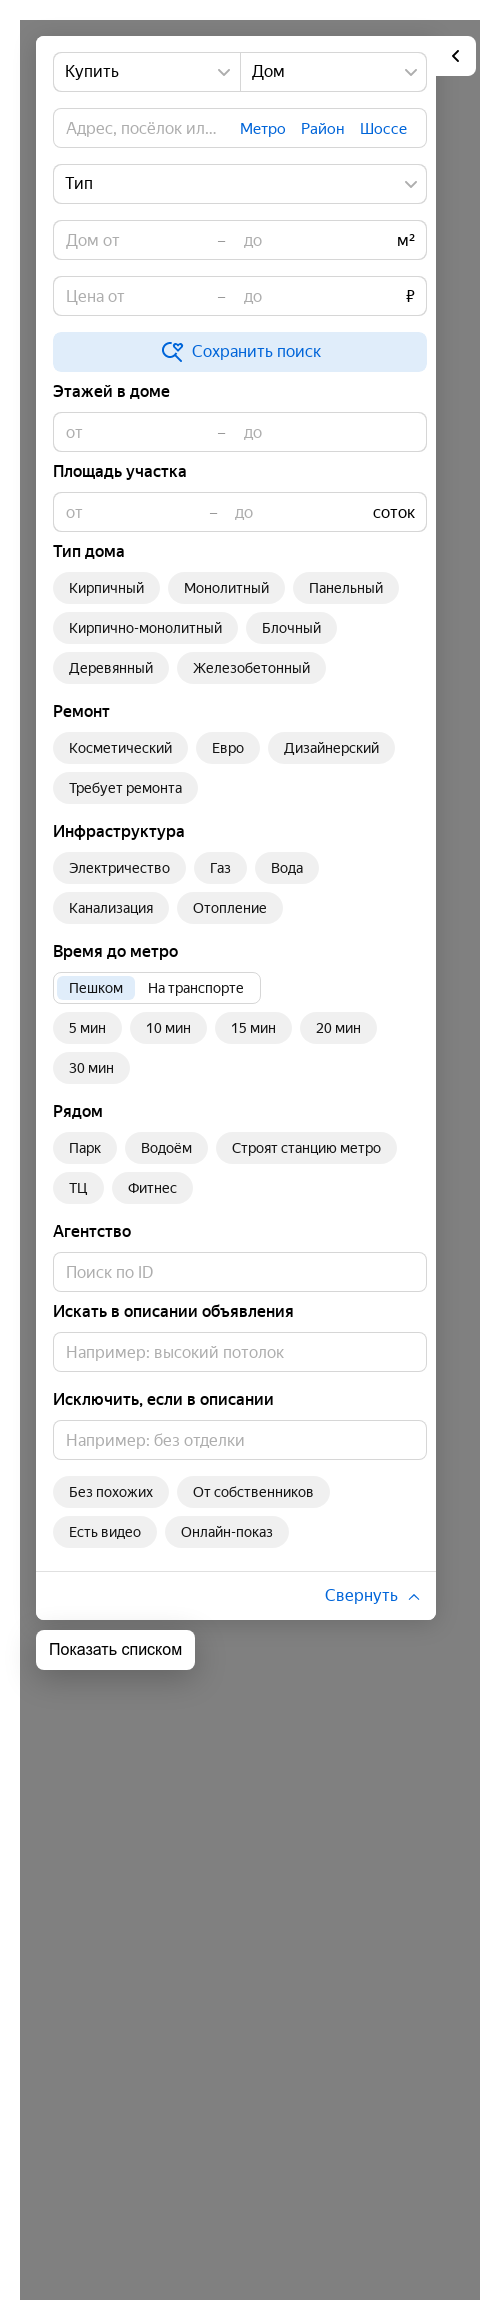 Купить Дом
Адрес, посёлок ил... Метро Район Шоссе
Тип
Дом от – до м²
Цена от – до ₽
Сохранить поиск
Этажей в доме
от – до
Площадь участка
от – до соток
Тип дома
Кирпичный Монолитный Панельный
Кирпично-монолитный Блочный
Деревянный Железобетонный
Ремонт
Косметический Евро Дизайнерский
Требует ремонта
Инфраструктура
Электричество Газ Вода
Канализация Отопление
Время до метро
Пешком На транспорте
5 мин 10 мин 15 мин 20 мин
30 мин
Рядом
Парк Водоём Строят станцию метро
ТЦ Фитнес
Агентство
Поиск по ID
Искать в описании объявления
Например: высокий потолок
Исключить, если в описании
Например: без отделки
Без похожих От собственников
Есть видео Онлайн-показ
Свернуть
Показать списком